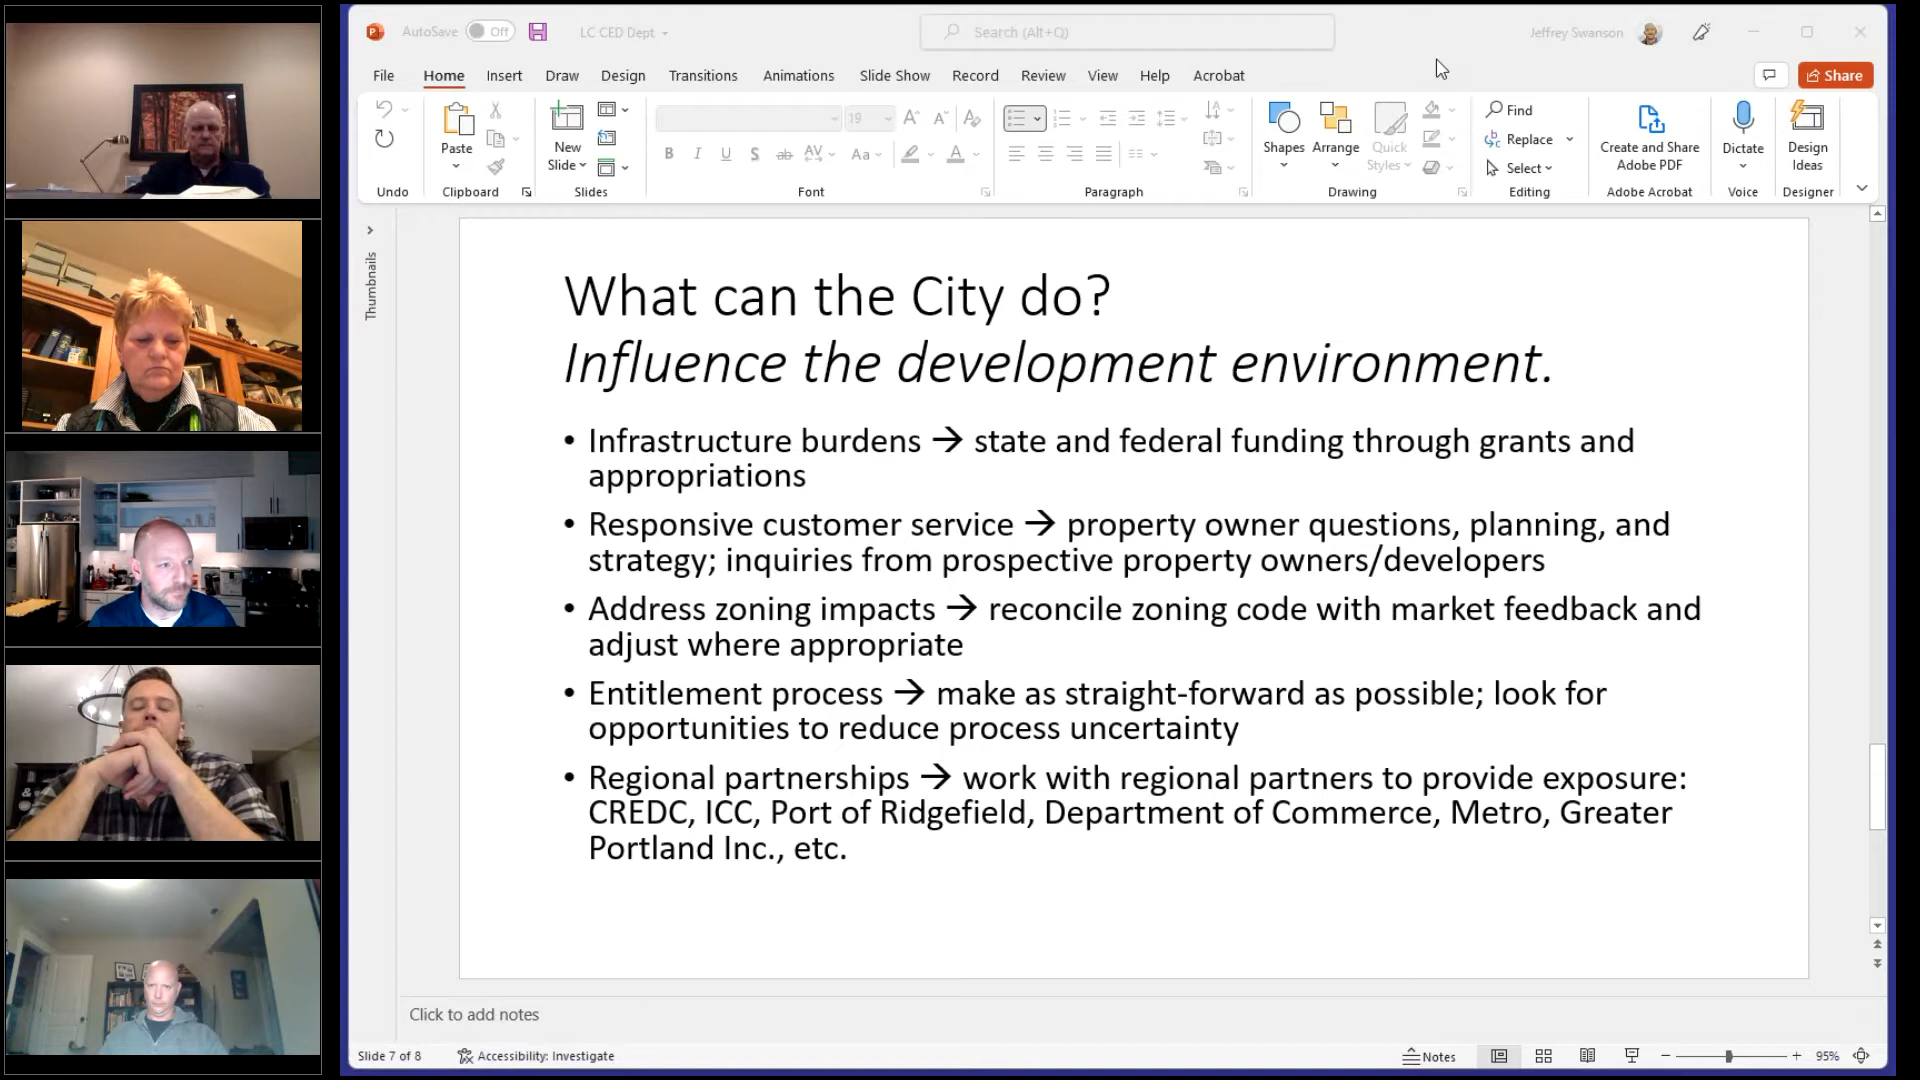 AutoSave Off LC CED Dept Search (Alt+Q) Jeffrey Swanson
File Home Insert Draw Design Transitions Animations Slide Show Record Review View Help Acrobat Share
19
Paste New Slide Shapes Arrange Quick Styles Find Replace Select Create and Share Adobe PDF Dictate Design Ideas
B I U S ab AV Aa A
Undo Clipboard Slides Font Paragraph Drawing Editing Adobe Acrobat Voice Designer
Thumbnails
What can the City do?
Influence the development environment.
• Infrastructure burdens → state and federal funding through grants and
appropriations
• Responsive customer service → property owner questions, planning, and
strategy; inquiries from prospective property owners/developers
• Address zoning impacts → reconcile zoning code with market feedback and
adjust where appropriate
• Entitlement process → make as straight-forward as possible; look for
opportunities to reduce process uncertainty
• Regional partnerships → work with regional partners to provide exposure:
CREDC, ICC, Port of Ridgefield, Department of Commerce, Metro, Greater
Portland Inc., etc.
Click to add notes
Slide 7 of 8 Accessibility: Investigate Notes 95%